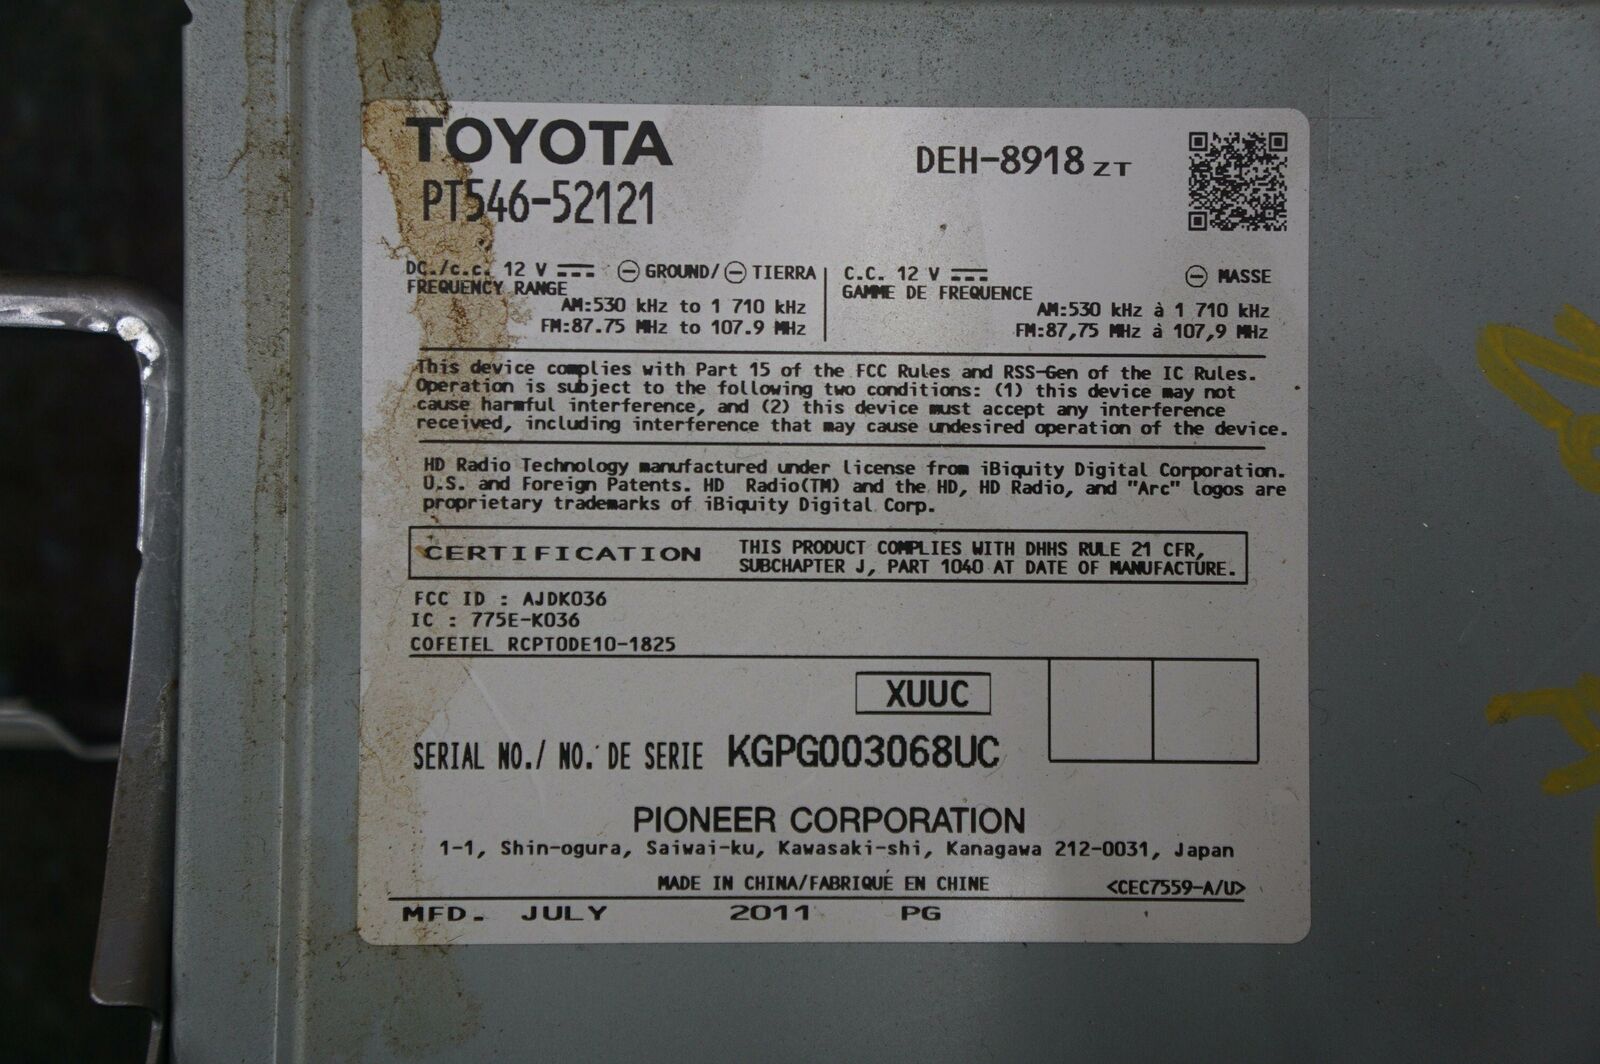 TOYOTA
PT546-52121
DEH-8918 ZT
DC./c.c. 12 V ⊖ GROUND/ ⊖ TIERRA
FREQUENCY RANGE
AM:530 kHz to 1 710 kHz
FM:87.75 MHz to 107.9 MHz
C.C. 12 V ⊖ MASSE
GAMME DE FREQUENCE
AM:530 kHz à 1 710 kHz
FM:87,75 MHz à 107,9 MHz
This device complies with Part 15 of the FCC Rules and RSS-Gen of the IC Rules.
Operation is subject to the following two conditions: (1) this device may not
cause harmful interference, and (2) this device must accept any interference
received, including interference that may cause undesired operation of the device.
HD Radio Technology manufactured under license from iBiquity Digital Corporation.
U.S. and Foreign Patents. HD Radio(TM) and the HD, HD Radio, and "Arc" logos are
proprietary trademarks of iBiquity Digital Corp.
CERTIFICATION
THIS PRODUCT COMPLIES WITH DHHS RULE 21 CFR,
SUBCHAPTER J, PART 1040 AT DATE OF MANUFACTURE.
FCC ID : AJDK036
IC : 775E-K036
COFETEL RCPTODE10-1825
XUUC
SERIAL NO./ NO. DE SERIE KGPG003068UC
PIONEER CORPORATION
1-1, Shin-ogura, Saiwai-ku, Kawasaki-shi, Kanagawa 212-0031, Japan
MADE IN CHINA/FABRIQUÉ EN CHINE
<CEC7559-A/U>
MFD. JULY 2011 PG